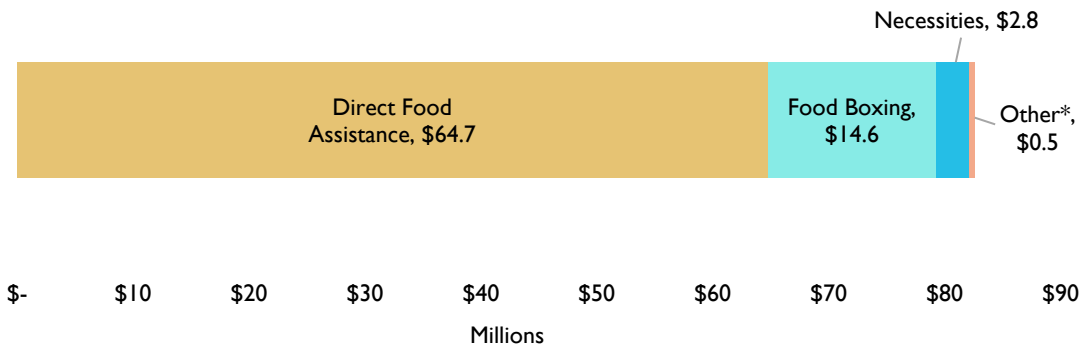 Necessities, $2.8
Direct Food
Assistance, $64.7
Food Boxing,
$14.6
Other*,
$0.5
$- $10 $20 $30 $40 $50 $60 $70 $80 $90
Millions